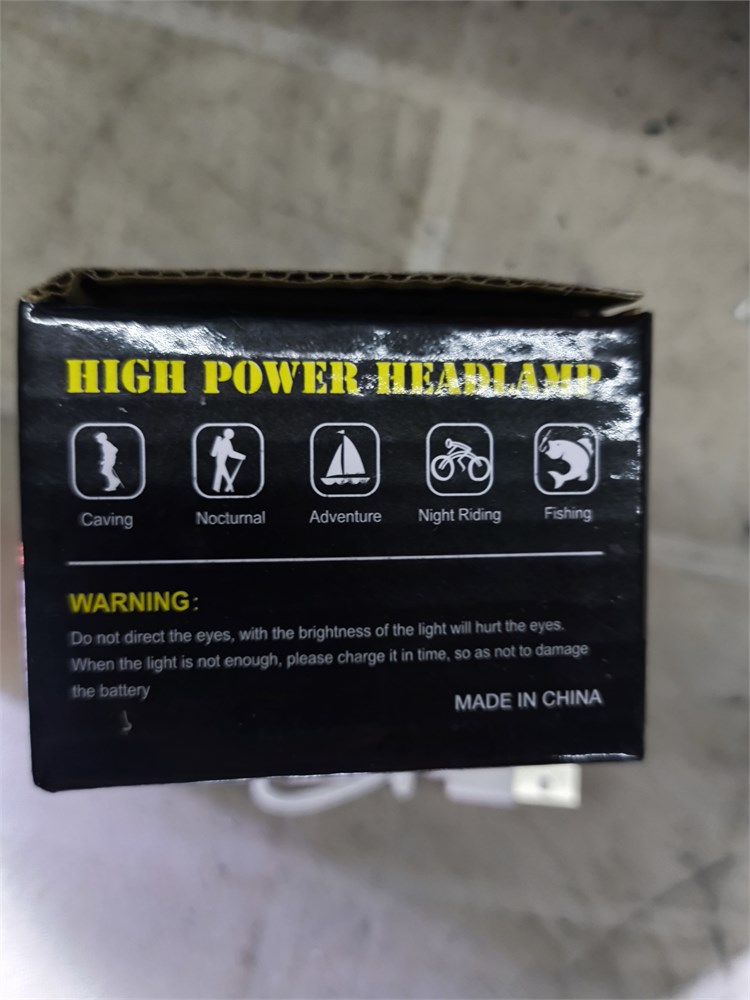 HIGH POWER HEADLAMP
Caving Nocturnal Adventure Night Riding Fishing
WARNING:
Do not direct the eyes, with the brightness of the light will hurt the eyes.
When the light is not enough, please charge it in time, so as not to damage
the battery
MADE IN CHINA